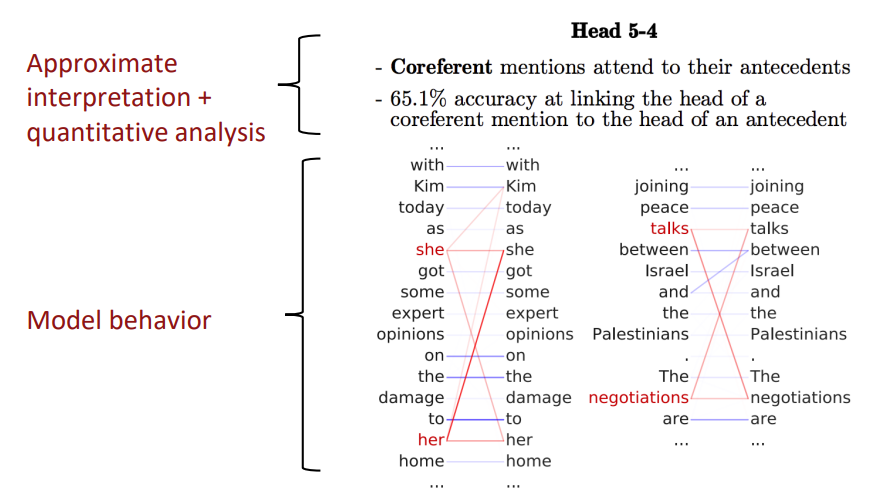 Approximate
interpretation +
quantitative analysis
Head 5-4
- Coreferent mentions attend to their antecedents
- 65.1% accuracy at linking the head of a
coreferent mention to the head of an antecedent
Model behavior
... ...
with with
Kim Kim
today today
as as
she she
got got
some some
expert expert
opinions opinions
on on
the the
damage damage
to to
her her
home home
... ...
... ...
joining joining
peace peace
talks talks
between between
Israel Israel
and and
the the
Palestinians Palestinians
. .
The The
negotiations negotiations
are are
... ...